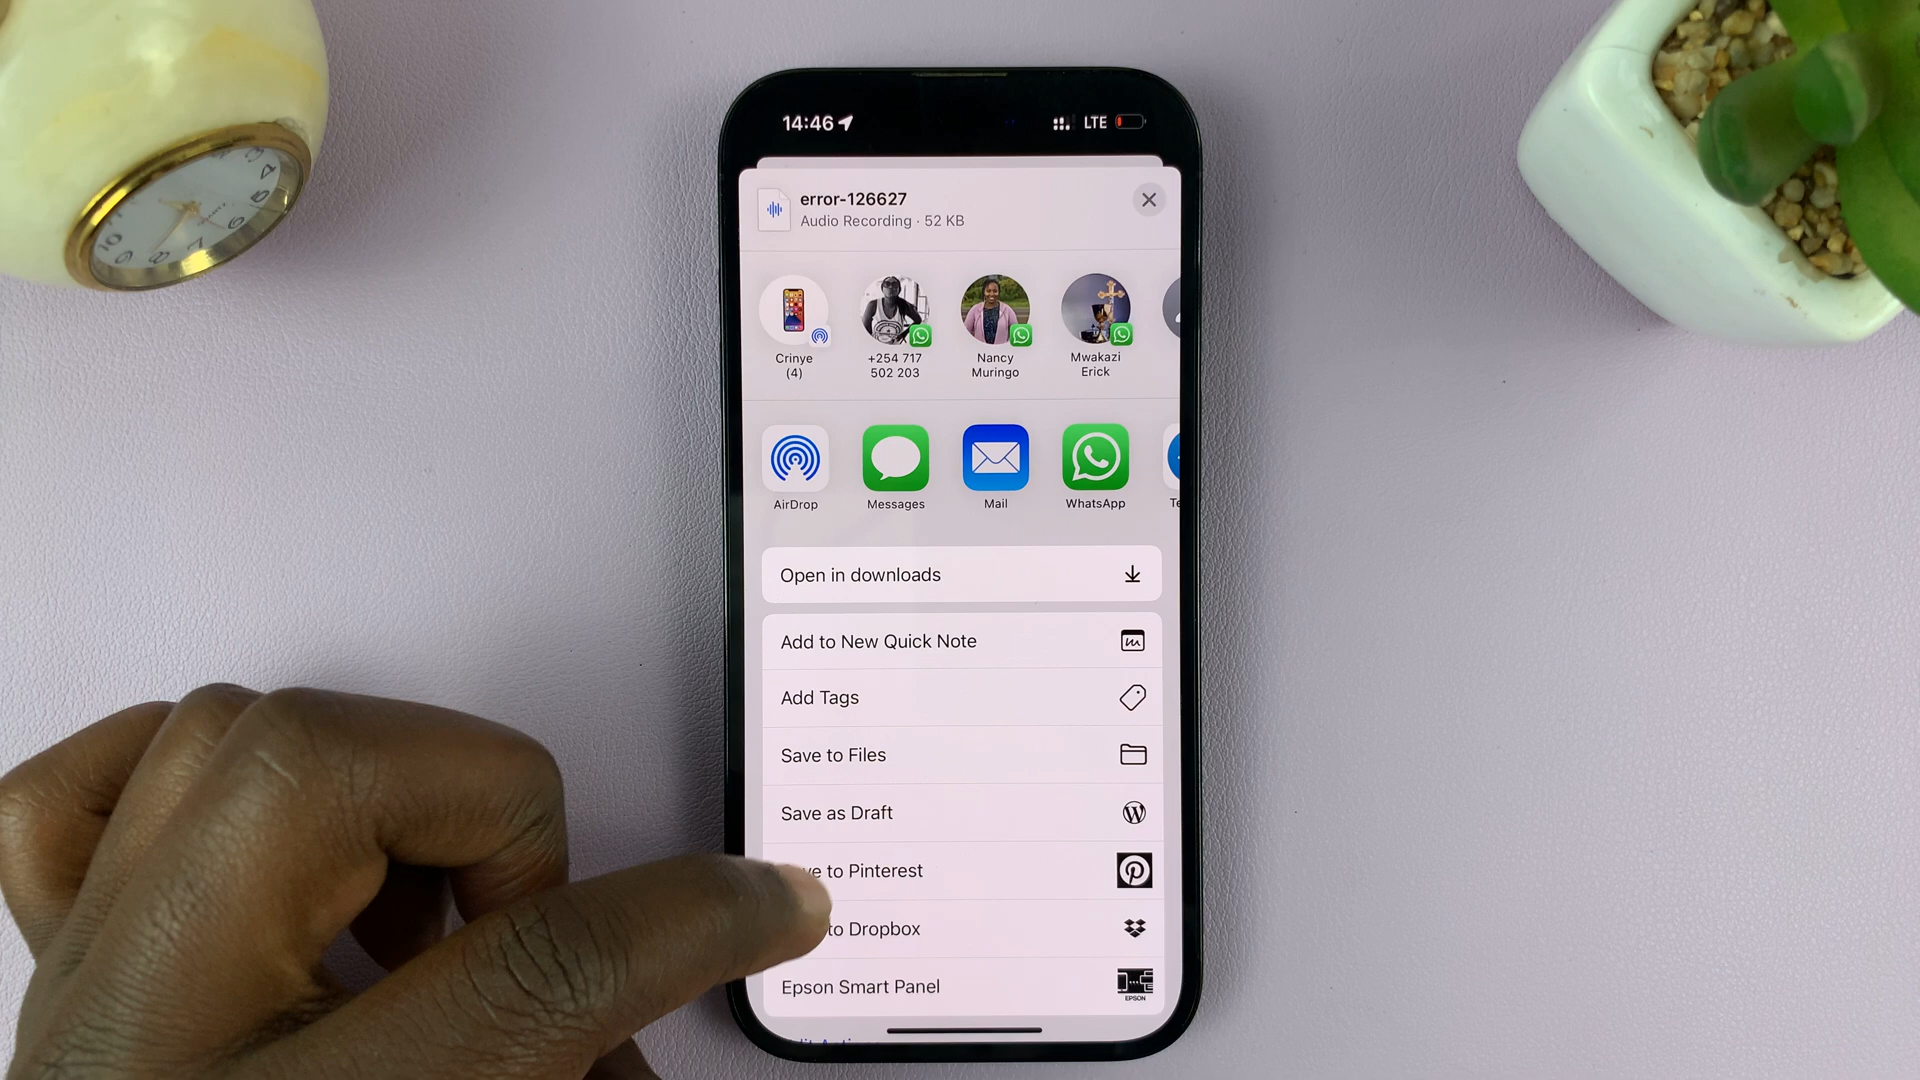 14:46
LTE
error-126627
Audio Recording · 52 KB
Crinye
(4)
+254 717
502 203
Nancy
Muringo
Mwakazi
Erick
AirDrop
Messages
Mail
WhatsApp
Te
Open in downloads
Add to New Quick Note
Add Tags
Save to Files
Save as Draft
to Pinterest
to Dropbox
Epson Smart Panel
EPSON